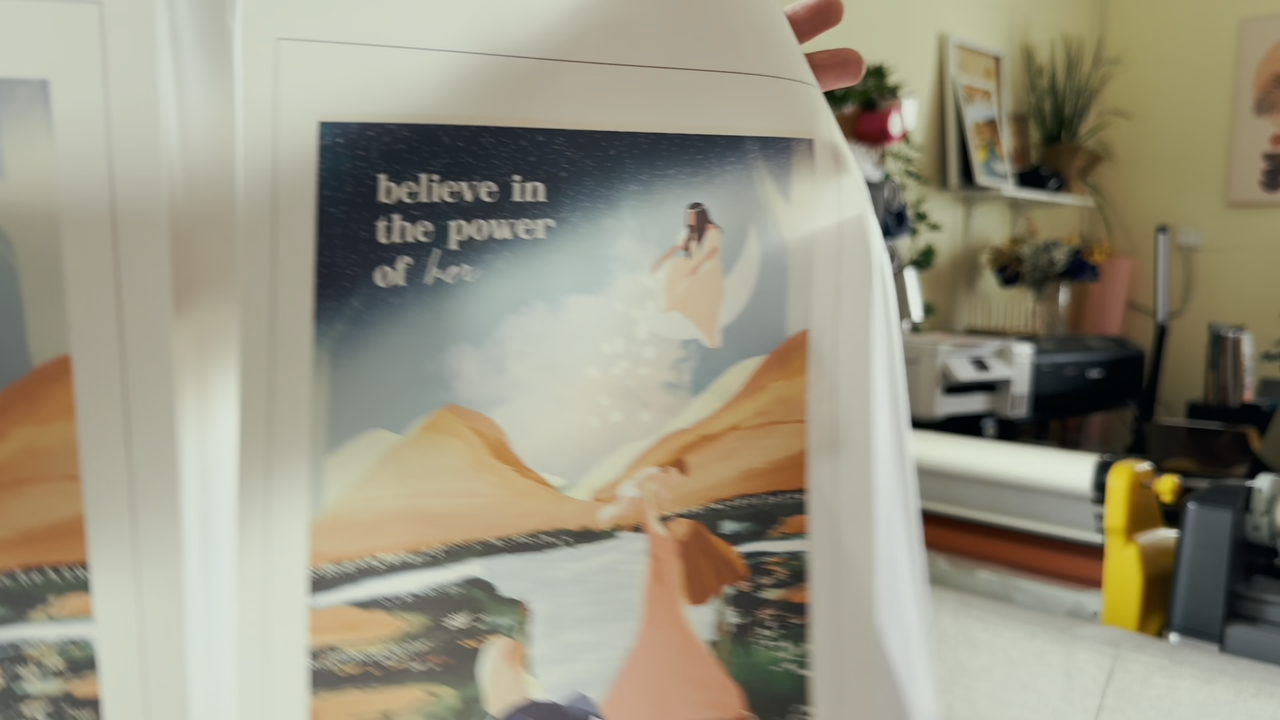 believe in
the power
of her